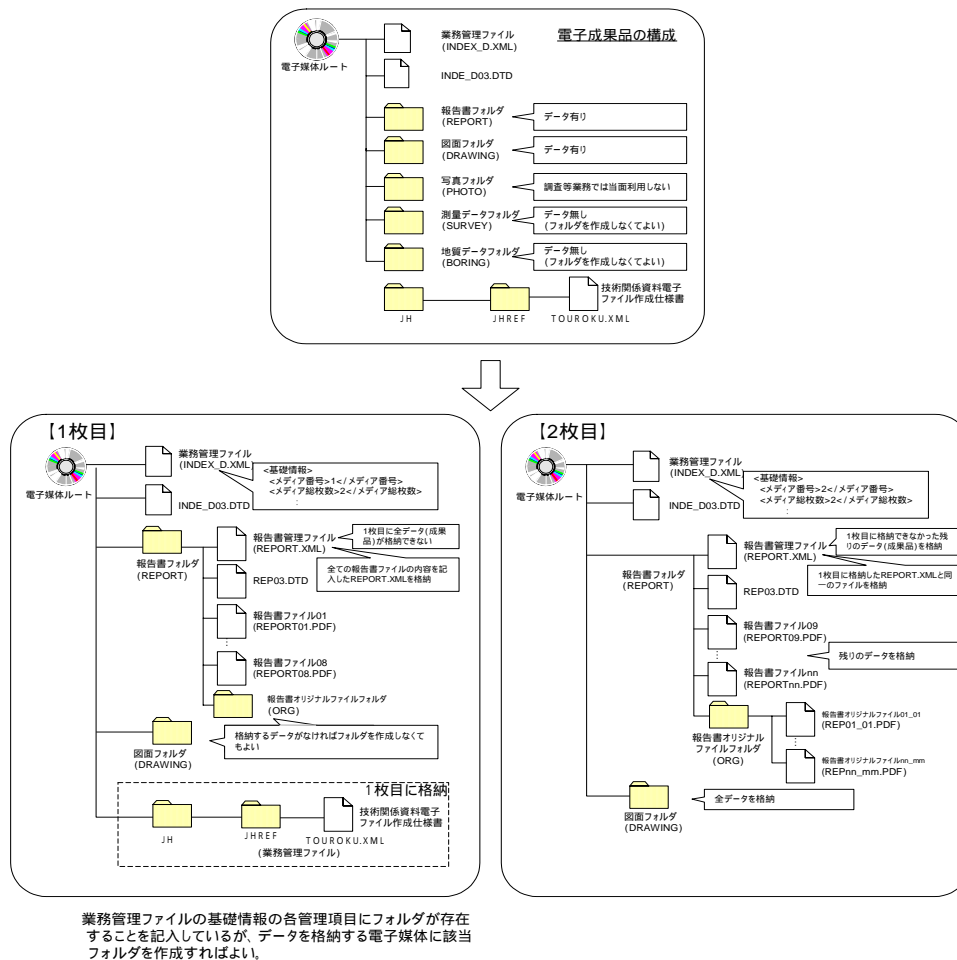 電子成果品の構成
電子媒体ルート
業務管理ファイル
(INDEX_D.XML)
INDE_D03.DTD
報告書フォルダ
(REPORT)
データ有り
図面フォルダ
(DRAWING)
データ有り
写真フォルダ
(PHOTO)
調査等業務では当面利用しない
測量データフォルダ
(SURVEY)
データ無し
(フォルダを作成しなくてよい)
地質データフォルダ
(BORING)
データ無し
(フォルダを作成しなくてよい)
技術関係資料電子
ファイル作成仕様書
JH
JHREF
TOUROKU.XML
【1枚目】
電子媒体ルート
業務管理ファイル
(INDEX_D.XML)
<基礎情報>
<メディア番号>1</メディア番号>
<メディア総枚数>2</メディア総枚数>
:
INDE_D03.DTD
報告書フォルダ
(REPORT)
報告書管理ファイル
(REPORT.XML)
1枚目に全データ(成果
品)が格納できない
全ての報告書ファイルの内容を記
入したREPORT.XMLを格納
REP03.DTD
報告書ファイル01
(REPORT01.PDF)
:
報告書ファイル08
(REPORT08.PDF)
報告書オリジナルファイルフォルダ
(ORG)
格納するデータがなければフォルダを作成しなくて
もよい
図面フォルダ
(DRAWING)
1枚目に格納
技術関係資料電子
ファイル作成仕様書
JH
JHREF
TOUROKU.XML
(業務管理ファイル)
【2枚目】
電子媒体ルート
業務管理ファイル
(INDEX_D.XML)
<基礎情報>
<メディア番号>2</メディア番号>
<メディア総枚数>2</メディア総枚数>
:
INDE_D03.DTD
報告書フォルダ
(REPORT)
報告書管理ファイル
(REPORT.XML)
1枚目に格納できなかった残
りのデータ(成果品)を格納
1枚目に格納したREPORT.XMLと同
一のファイルを格納
REP03.DTD
報告書ファイル09
(REPORT09.PDF)
:
残りのデータを格納
報告書ファイルnn
(REPORTnn.PDF)
報告書オリジナル
ファイルフォルダ
(ORG)
報告書オリジナルファイル01_01
(REP01_01.PDF)
:
報告書オリジナルファイルnn_mm
(REPnn_mm.PDF)
図面フォルダ
(DRAWING)
全データを格納
業務管理ファイルの基礎情報の各管理項目にフォルダが存在
することを記入しているが、データを格納する電子媒体に該当
フォルダを作成すればよい。